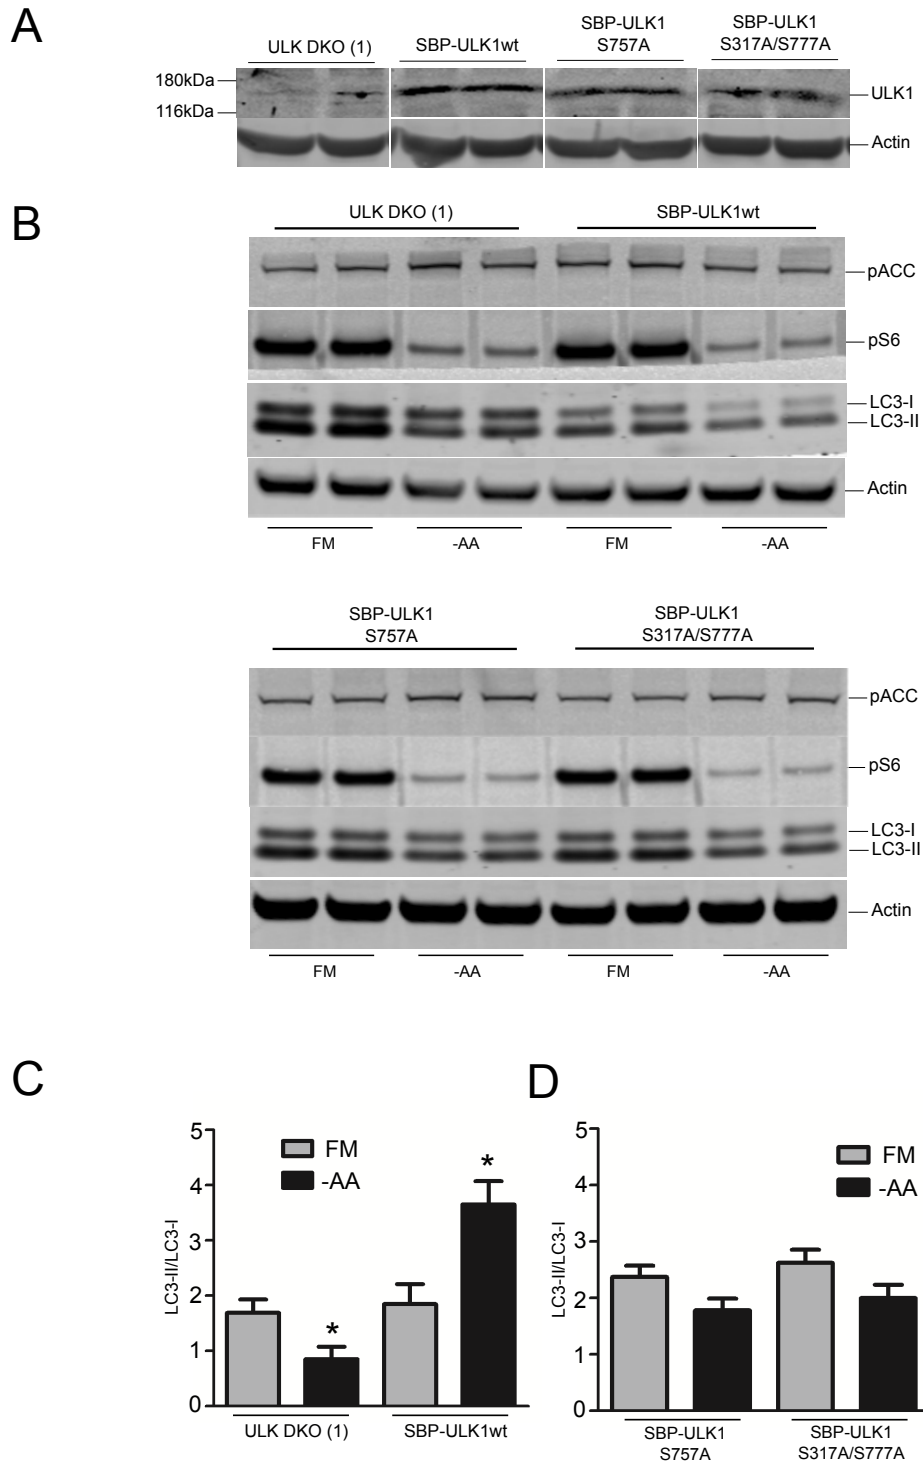 A
ULK DKO (1)
SBP-ULK1wt
SBP-ULK1
S757A
SBP-ULK1
S317A/S777A
180kDa
116kDa
ULK1
Actin
B
ULK DKO (1)
SBP-ULK1wt
pACC
pS6
LC3-I
LC3-II
Actin
FM
-AA
FM
-AA
SBP-ULK1
S757A
SBP-ULK1
S317A/S777A
pACC
pS6
LC3-I
LC3-II
Actin
FM
-AA
FM
-AA
C
5
4
3
2
1
0
LC3-II/LC3-I
FM
-AA
*
*
ULK DKO (1)
SBP-ULK1wt
D
5
4
3
2
1
0
LC3-II/LC3-I
FM
-AA
SBP-ULK1
S757A
SBP-ULK1
S317A/S777A